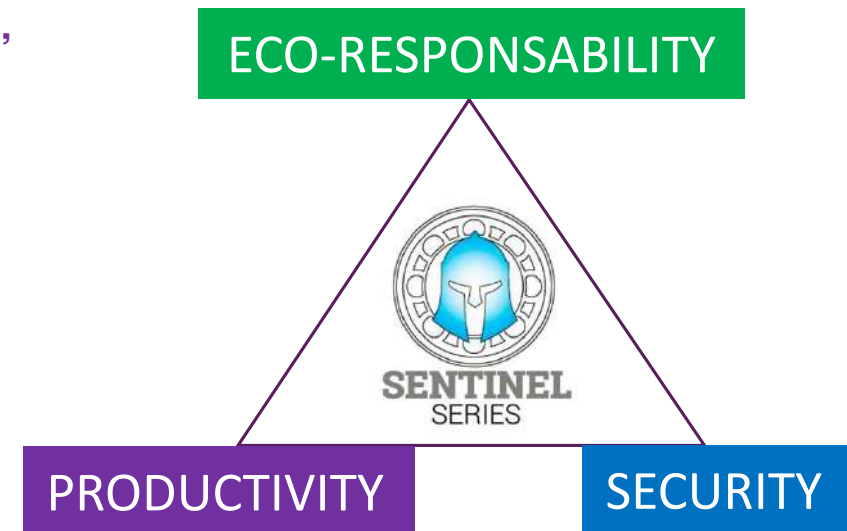 ,
ECO-RESPONSABILITY
SENTINEL
SERIES
PRODUCTIVITY
SECURITY